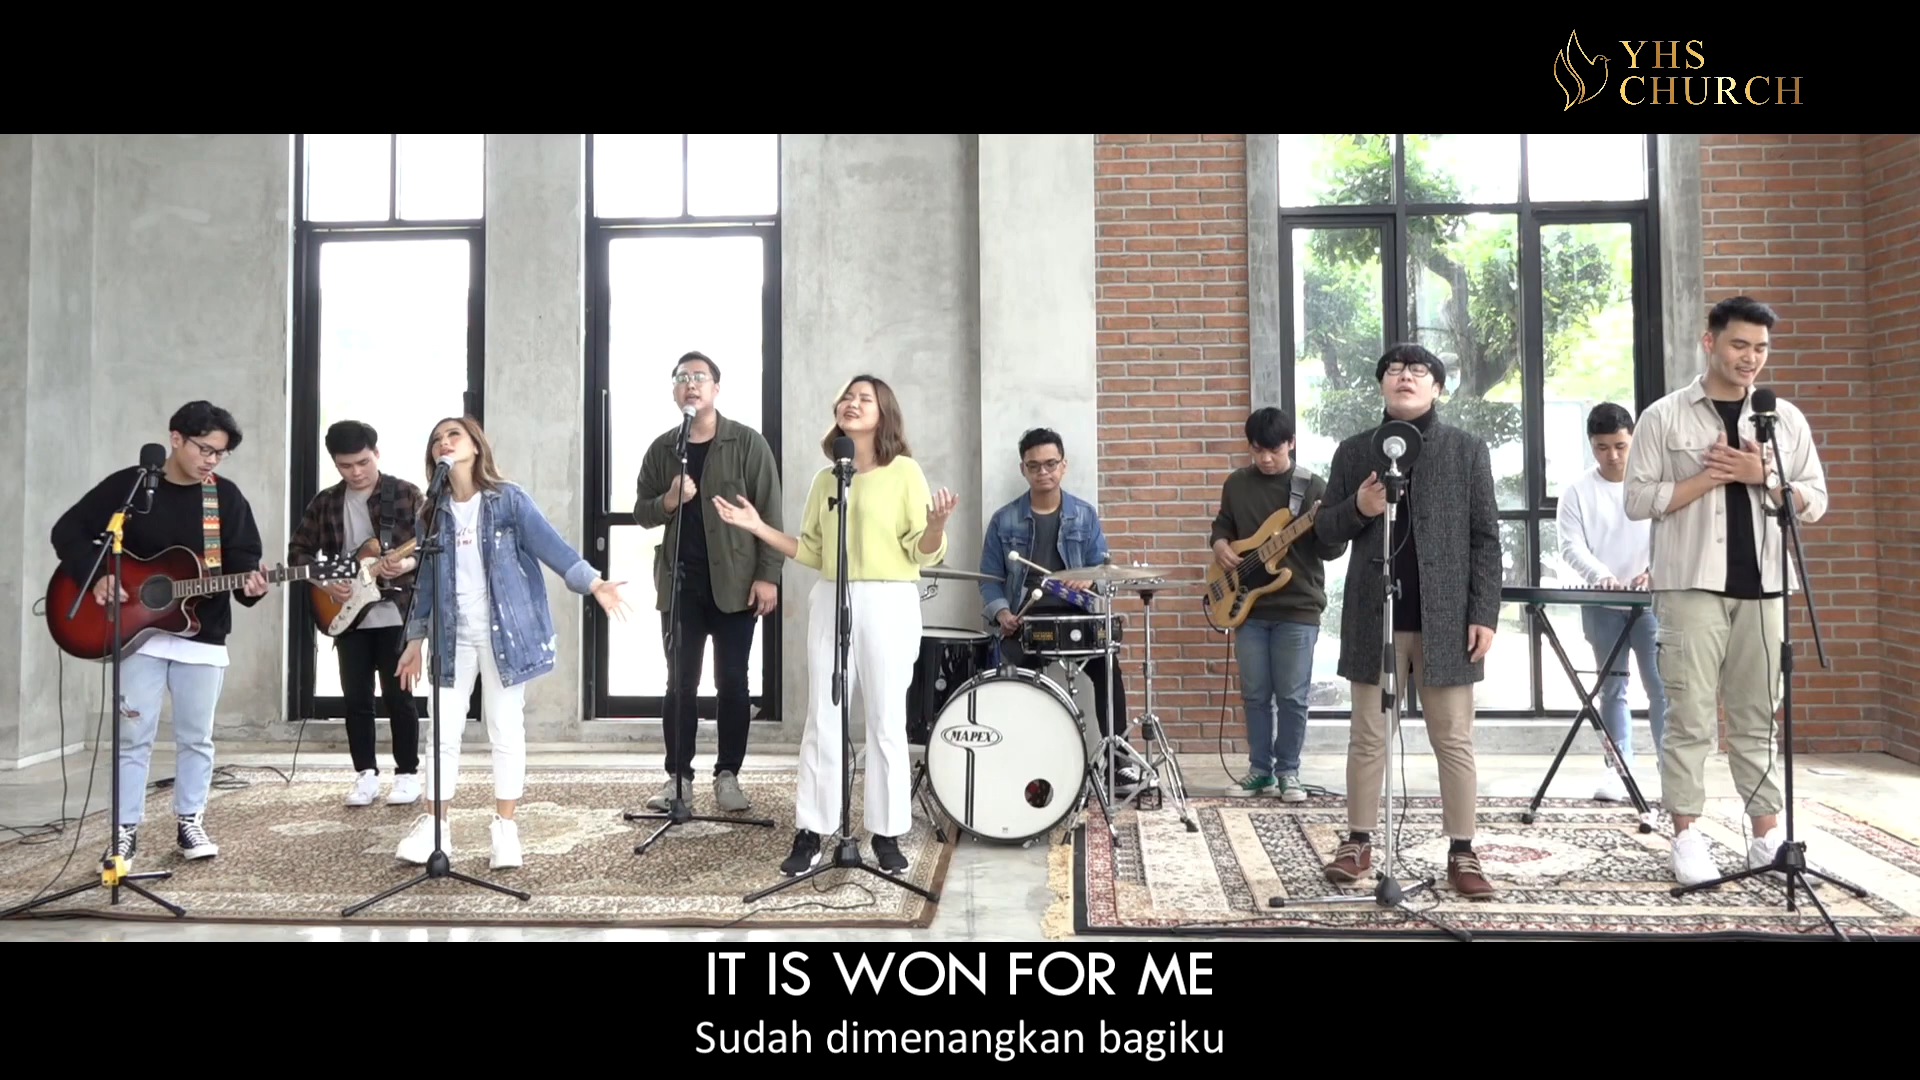 YHS
CHURCH
MAPEX
IT IS WON FOR ME
Sudah dimenangkan bagiku